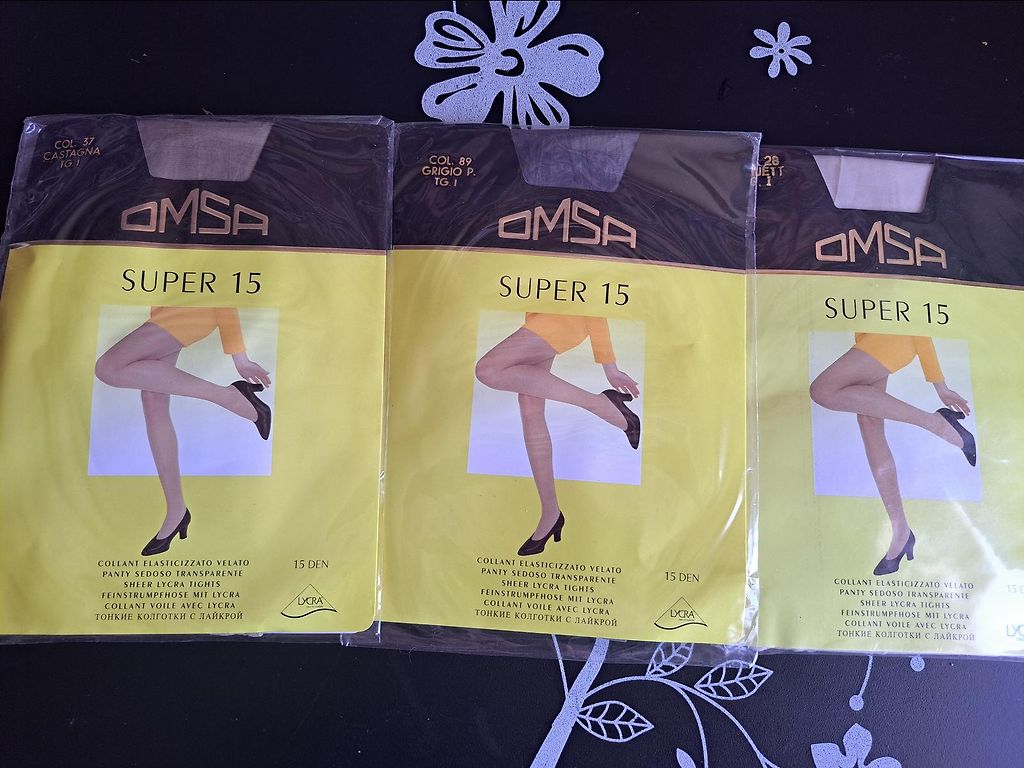 COL. 37
CASTAGNA
TG. 1
OMSA
SUPER 15
COLLANT ELASTICIZZATO VELATO
PANTY SEDOSO TRANSPARENTE
SHEER LYCRA TIGHTS
FEINSTRUMPFHOSE MIT LYCRA
COLLANT VOILE AVEC LYCRA
ТОНКИЕ КОЛГОТКИ С ЛАЙКРОЙ
15 DEN
LYCRA
COL. 89
GRIGIO P.
TG. 1
OMSA
SUPER 15
COLLANT ELASTICIZZATO VELATO
PANTY SEDOSO TRANSPARENTE
SHEER LYCRA TIGHTS
FEINSTRUMPFHOSE MIT LYCRA
COLLANT VOILE AVEC LYCRA
ТОНКИЕ КОЛГОТКИ С ЛАЙКРОЙ
15 DEN
LYCRA
28
. 1
OMSA
SUPER 15
COLLANT ELASTICIZZATO VELATO
PANTY SEDOSO TRANSPARENTE
SHEER LYCRA TIGHTS
FEINSTRUMPFHOSE MIT LYCRA
COLLANT VOILE AVEC LYCRA
ТОНКИЕ КОЛГОТКИ С ЛАЙКРОЙ
15 D